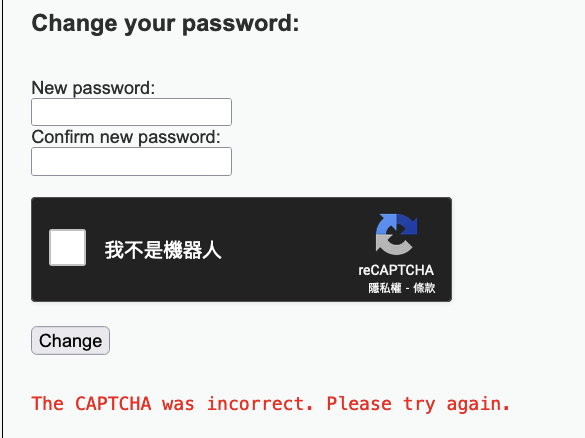 Change your password:
New password:
Confirm new password:
我不是機器人
reCAPTCHA
隱私權 - 條款
Change
The CAPTCHA was incorrect. Please try again.